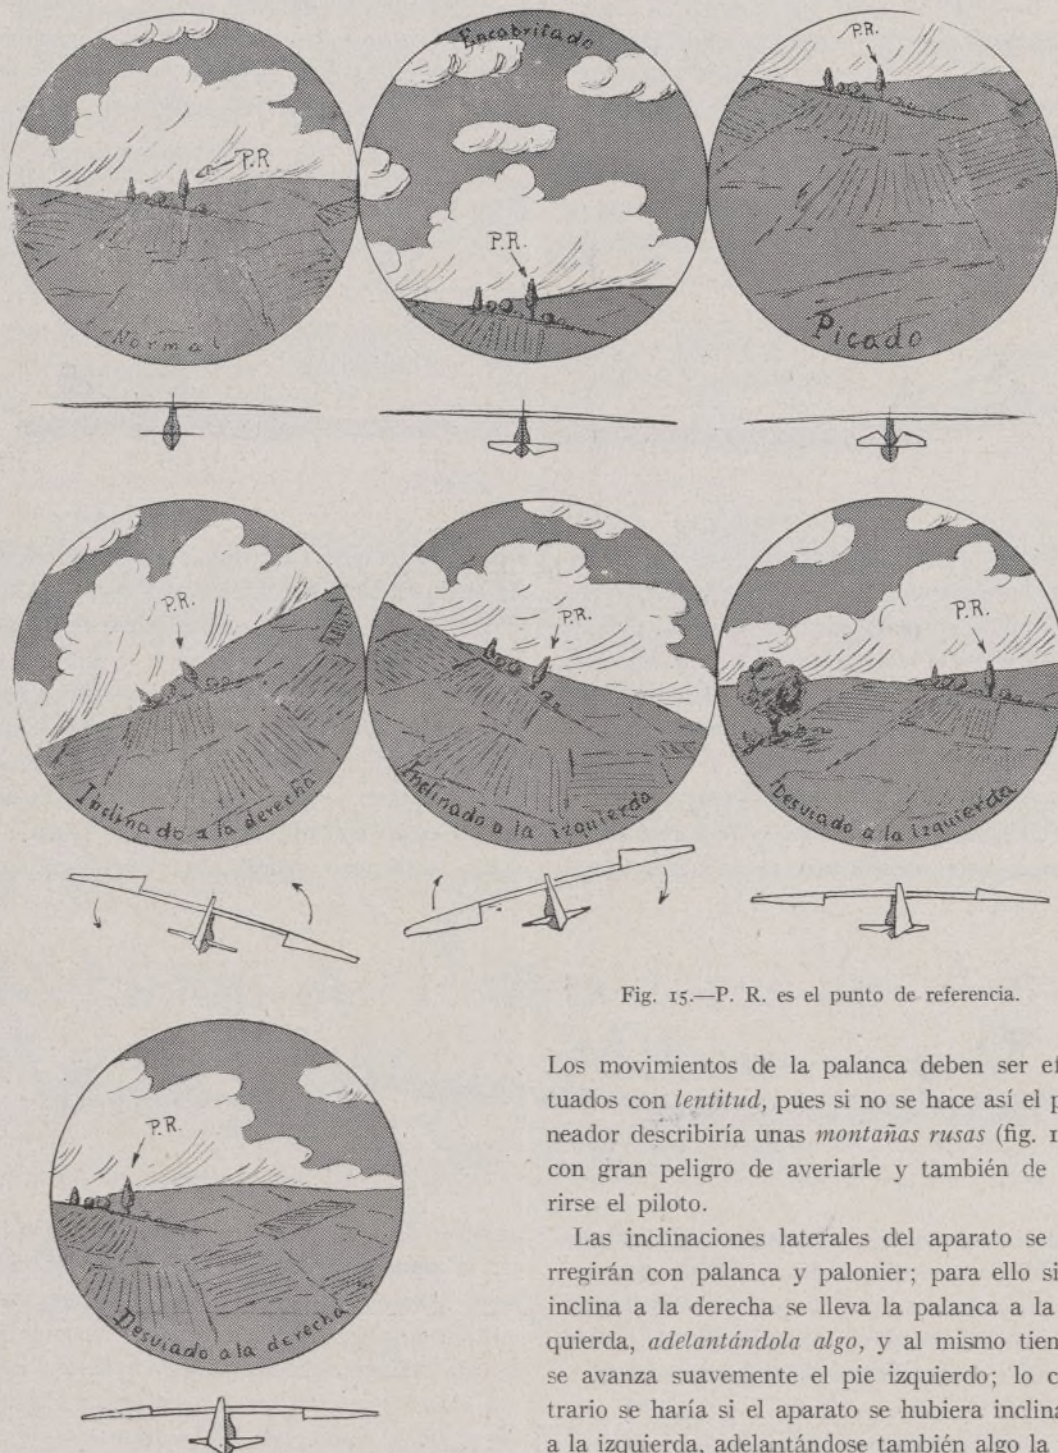 P.R.
Normal
Encabritado
P.R.
P.R.
Picado
P.R.
Inclinado a la derecha
P.R.
Inclinado a la izquierda
P.R.
Desviado a la izquierda
Fig. 15.—P. R. es el punto de referencia.
P.R.
Desviado a la derecha
Los movimientos de la palanca deben ser ef
tuados con lentitud, pues si no se hace así el p
neador describiría unas montañas rusas (fig. 1
con gran peligro de averiarle y también de
rirse el piloto.
Las inclinaciones laterales del aparato se
rregirán con palanca y palonier; para ello si
inclina a la derecha se lleva la palanca a la
quierda, adelantándola algo, y al mismo tien
se avanza suavemente el pie izquierdo; lo c
trario se haría si el aparato se hubiera inclina
a la izquierda, adelantándose también algo la